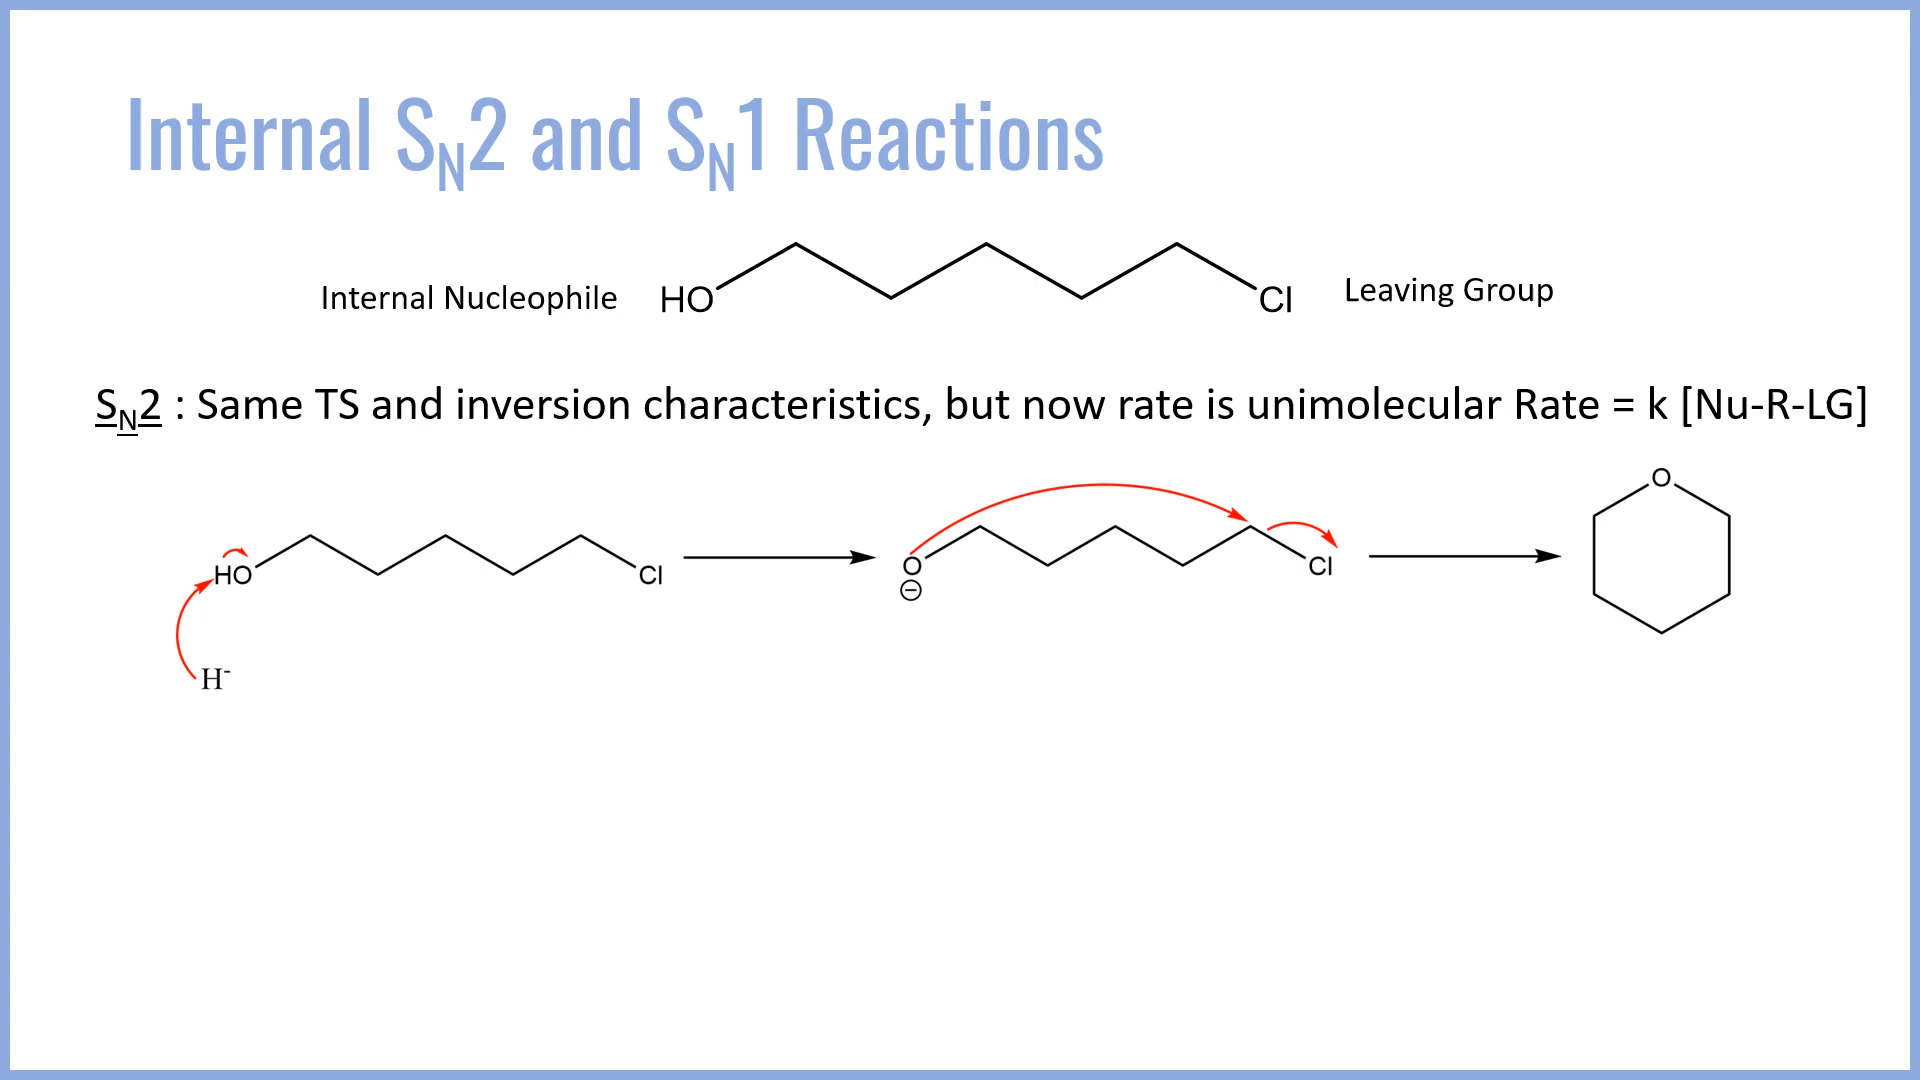 Internal SN2 and SN1 Reactions
Internal Nucleophile HO Cl Leaving Group
SN2 : Same TS and inversion characteristics, but now rate is unimolecular Rate = k [Nu-R-LG]
O
HO Cl O Cl
⊖
H-